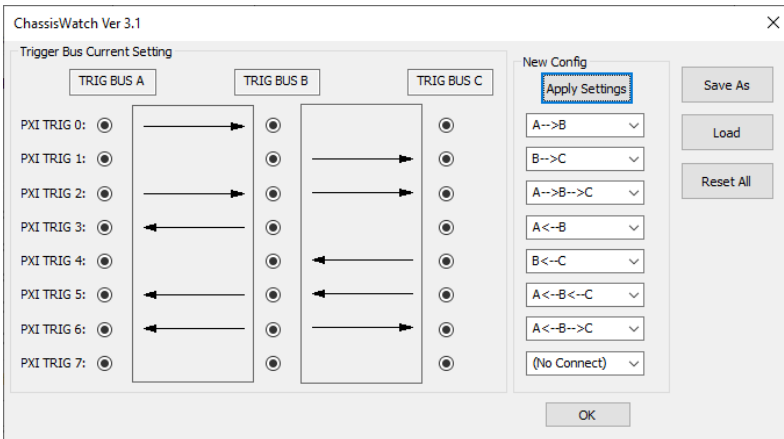 ChassisWatch Ver 3.1
Trigger Bus Current Setting
New Config
TRIG BUS A TRIG BUS B TRIG BUS C
Apply Settings
Save As
PXI TRIG 0:
A-->B
Load
PXI TRIG 1:
B-->C
PXI TRIG 2:
A-->B-->C
Reset All
PXI TRIG 3:
A<--B
PXI TRIG 4:
B<--C
PXI TRIG 5:
A<--B<--C
PXI TRIG 6:
A<--B-->C
PXI TRIG 7:
(No Connect)
OK